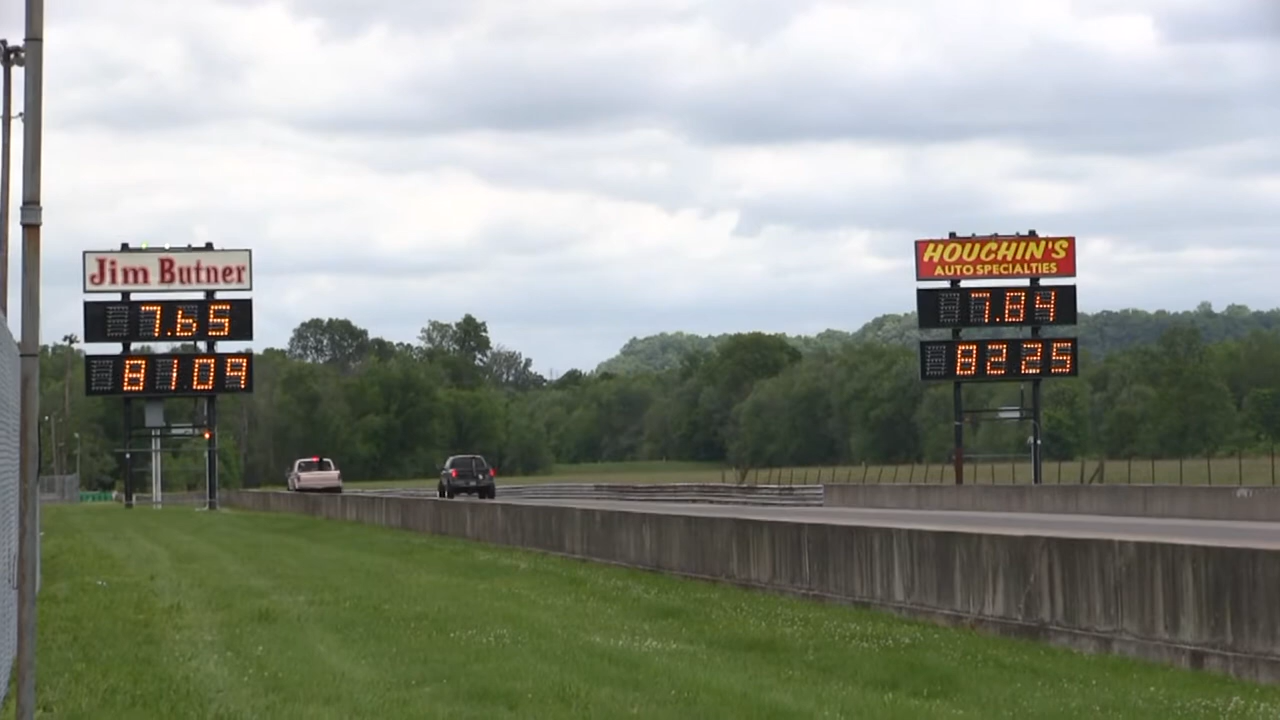 Jim Butner
7.65
81.09
HOUCHIN'S
AUTO SPECIALTIES
7.84
82.25